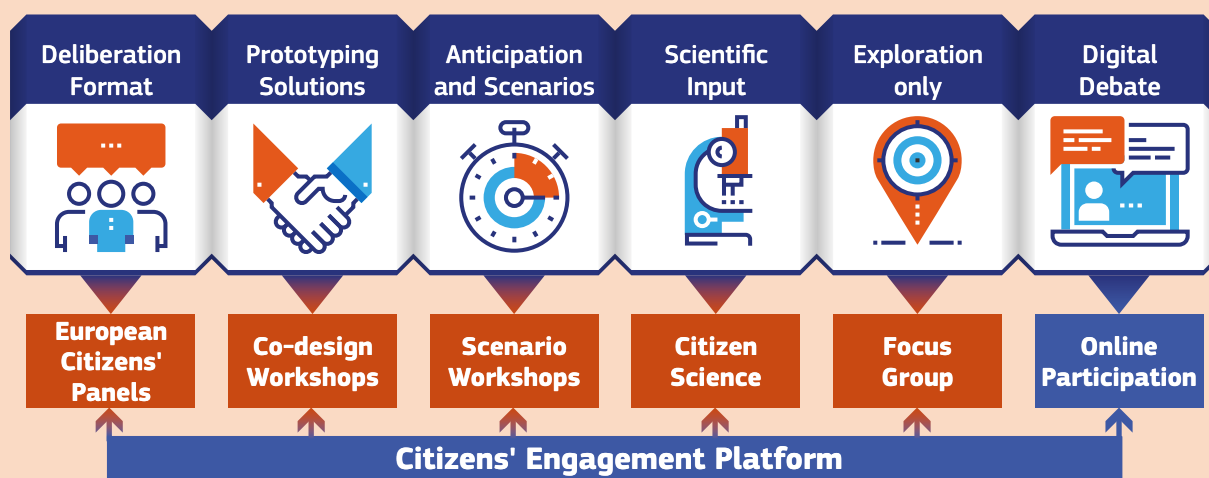 Deliberation
Format
Prototyping
Solutions
Anticipation
and Scenarios
Scientific
Input
Exploration
only
Digital
Debate
European
Citizens'
Panels
Co-design
Workshops
Scenario
Workshops
Citizen
Science
Focus
Group
Online
Participation
Citizens' Engagement Platform